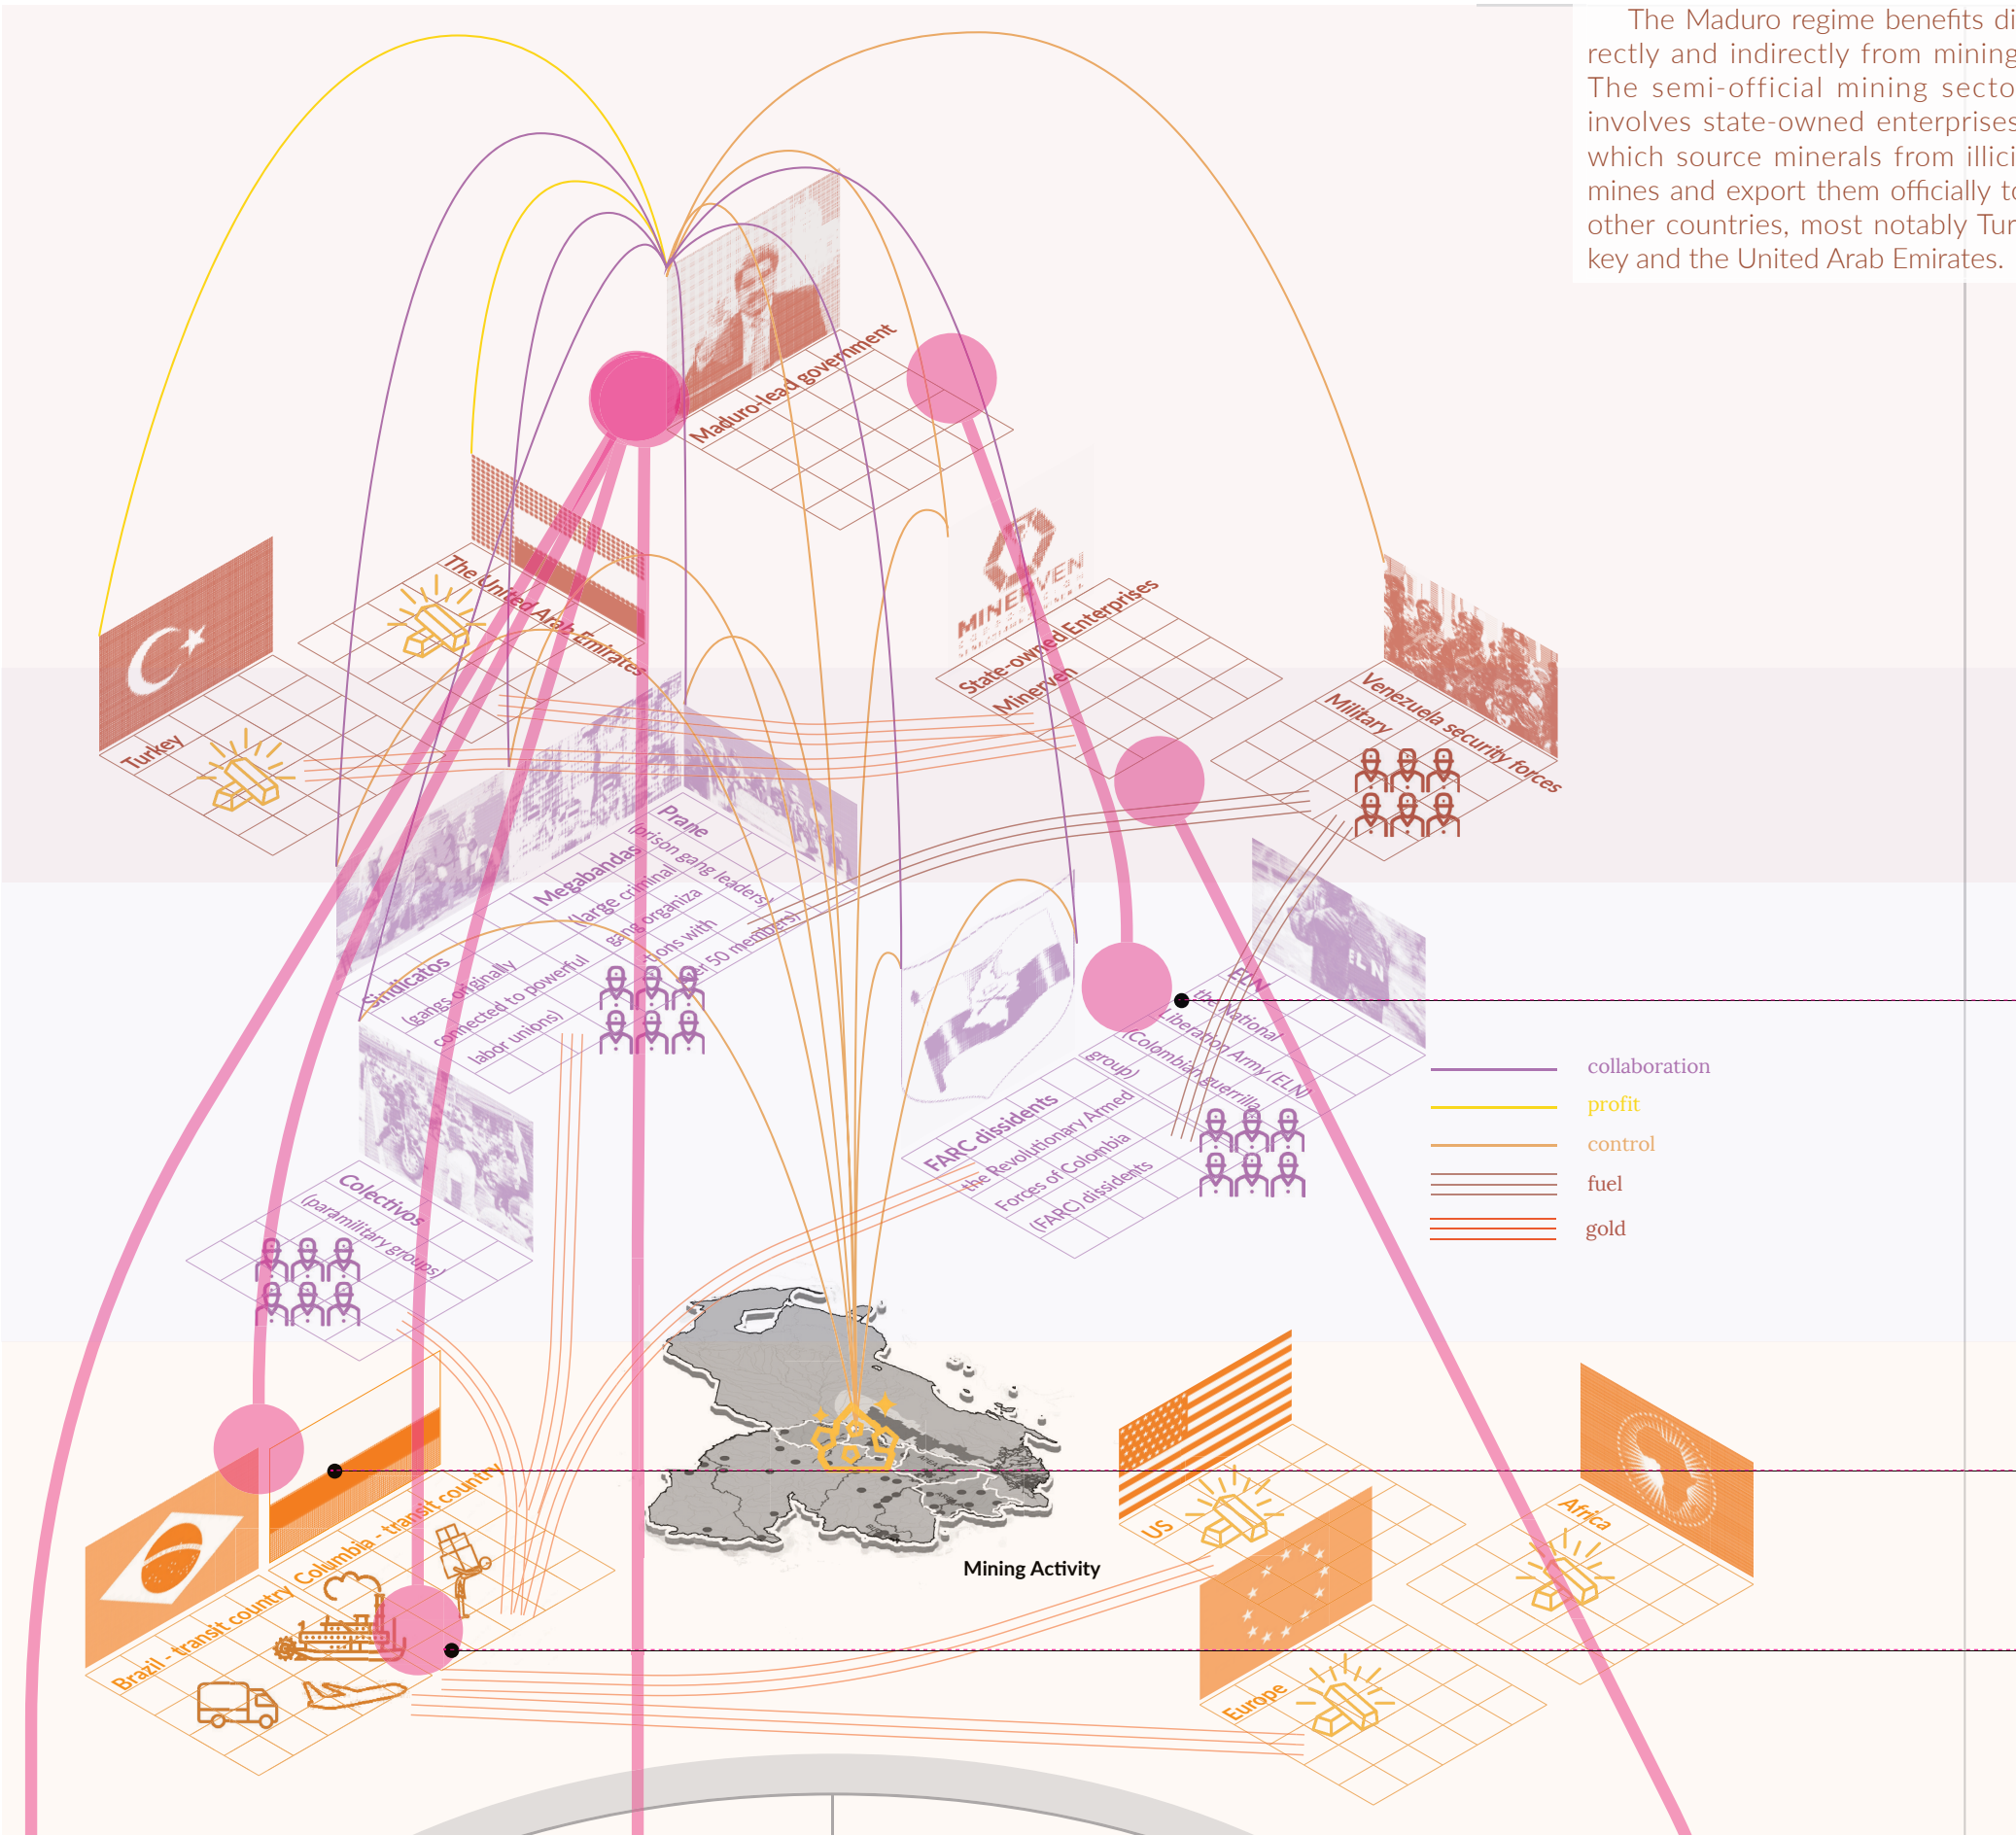 The Maduro regime benefits di
rectly and indirectly from mining
The semi-official mining secto
involves state-owned enterprises
which source minerals from illici
mines and export them officially to
other countries, most notably Tur
key and the United Arab Emirates.
Maduro-lead government
The United Arab Emirates
Turkey
MINERVEN
State-owned Enterprises
Minerven
Venezuela security forces
Military
Prane
(prison gang leaders)
Megabandas
(large criminal
gang organiza
ons with
er 50 members)
Sindicatos
(gangs originally
connected to powerful
labor unions)
ELN
ELN
the National
Liberation Army (ELN)
(Colombian guerrilla
group)
FARC dissidents
the Revolutionary Armed
Forces of Colombia
(FARC) dissidents
Colectivos
(paramilitary groups)
collaboration
profit
control
fuel
gold
Columbia - transit country
Brazil - transit country
Mining Activity
US
Africa
Europe